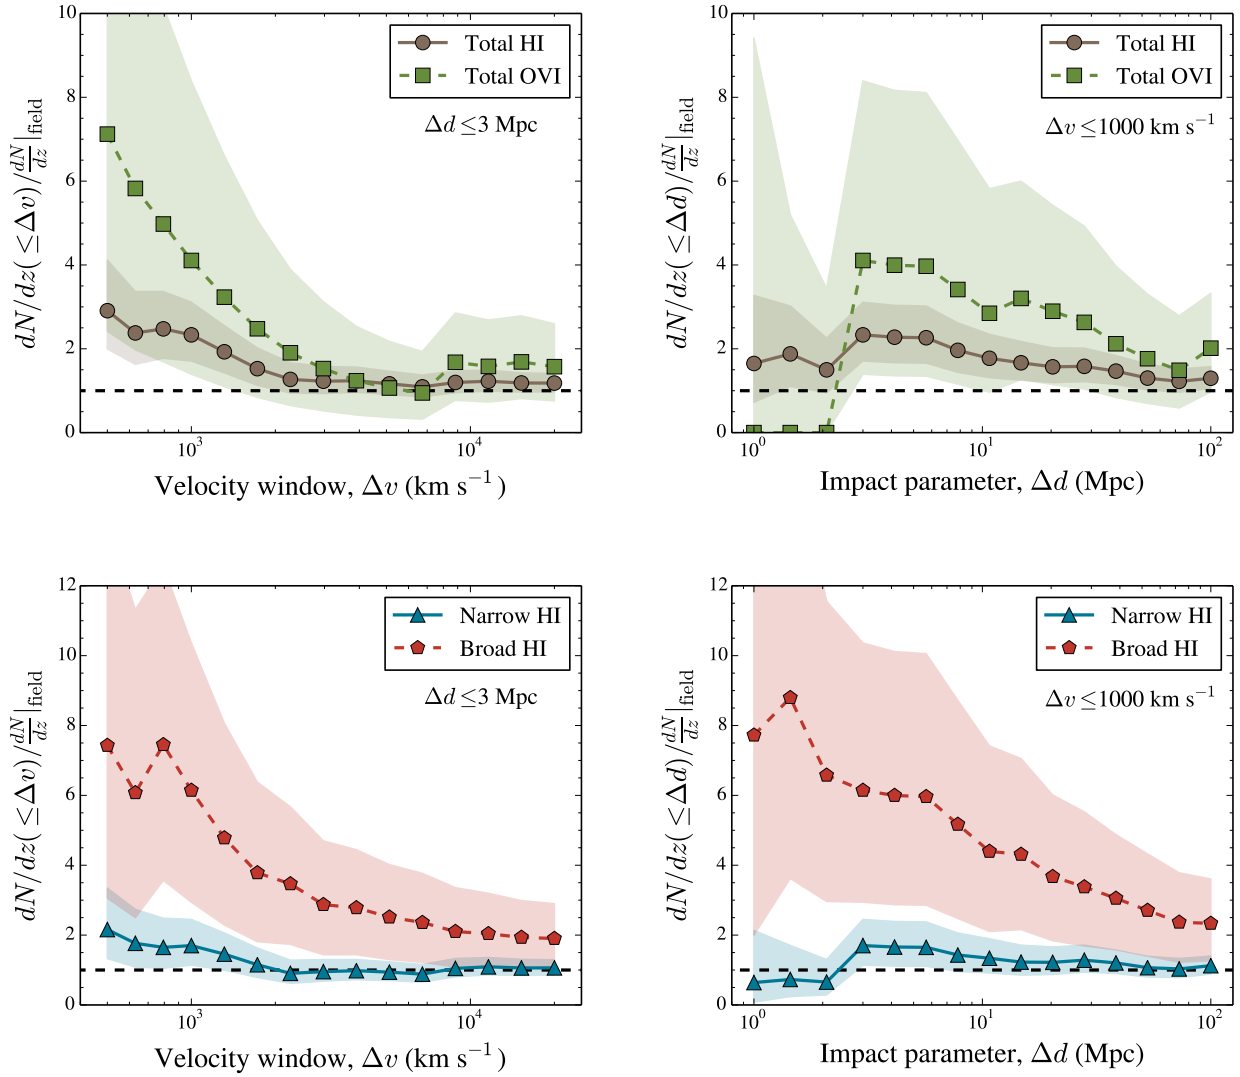 10
8
6
4
2
0
10³
10⁴
dN/dz(≤Δv)/dN/dz|field
Velocity window, Δv (km s⁻¹)
Total HI
Total OVI
Δd ≤3 Mpc
10
8
6
4
2
0
10⁰
10¹
10²
dN/dz(≤Δd)/dN/dz|field
Impact parameter, Δd (Mpc)
Total HI
Total OVI
Δv ≤1000 km s⁻¹
12
10
8
6
4
2
0
10³
10⁴
dN/dz(≤Δv)/dN/dz|field
Velocity window, Δv (km s⁻¹)
Narrow HI
Broad HI
Δd ≤3 Mpc
12
10
8
6
4
2
0
10⁰
10¹
10²
dN/dz(≤Δd)/dN/dz|field
Impact parameter, Δd (Mpc)
Narrow HI
Broad HI
Δv ≤1000 km s⁻¹